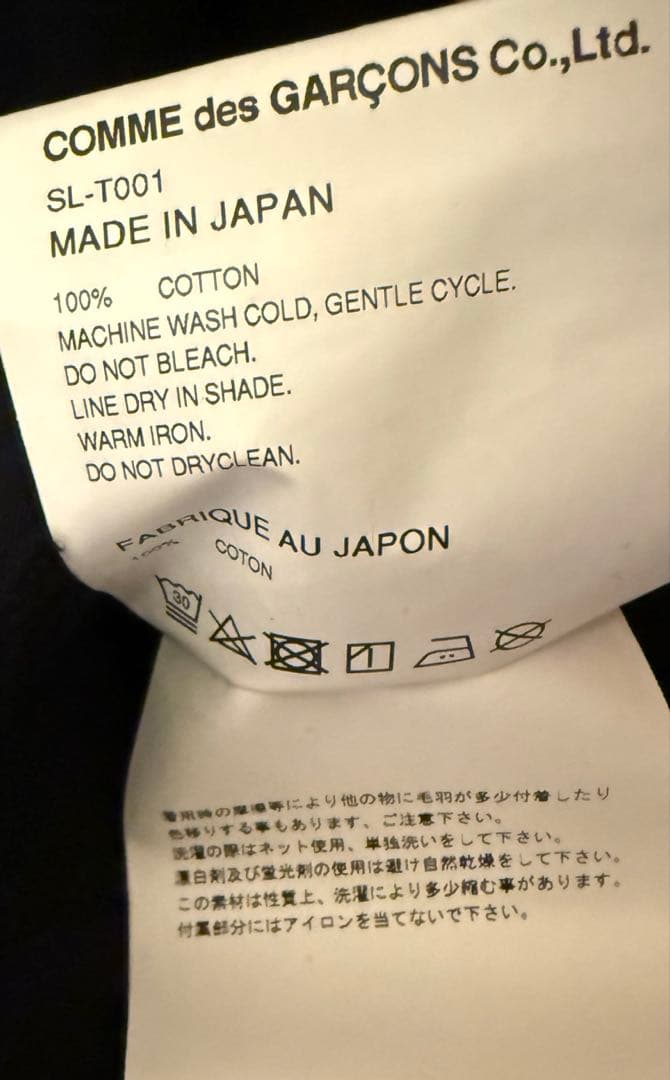 COMME des GARÇONS Co.,Ltd.
SL-T001
MADE IN JAPAN
100% COTTON
MACHINE WASH COLD, GENTLE CYCLE.
DO NOT BLEACH.
LINE DRY IN SHADE.
WARM IRON.
DO NOT DRYCLEAN.
FABRIQUE AU JAPON
100% COTON
30
着用時の摩擦等により他の物に毛羽が多少付着したり
色移りする事もあります、ご注意下さい。
洗濯の際はネット使用、単独洗いをして下さい。
漂白剤及び蛍光剤の使用は避け自然乾燥をして下さい。
この素材は性質上、洗濯により多少縮む事があります。
付属部分にはアイロンを当てないで下さい。